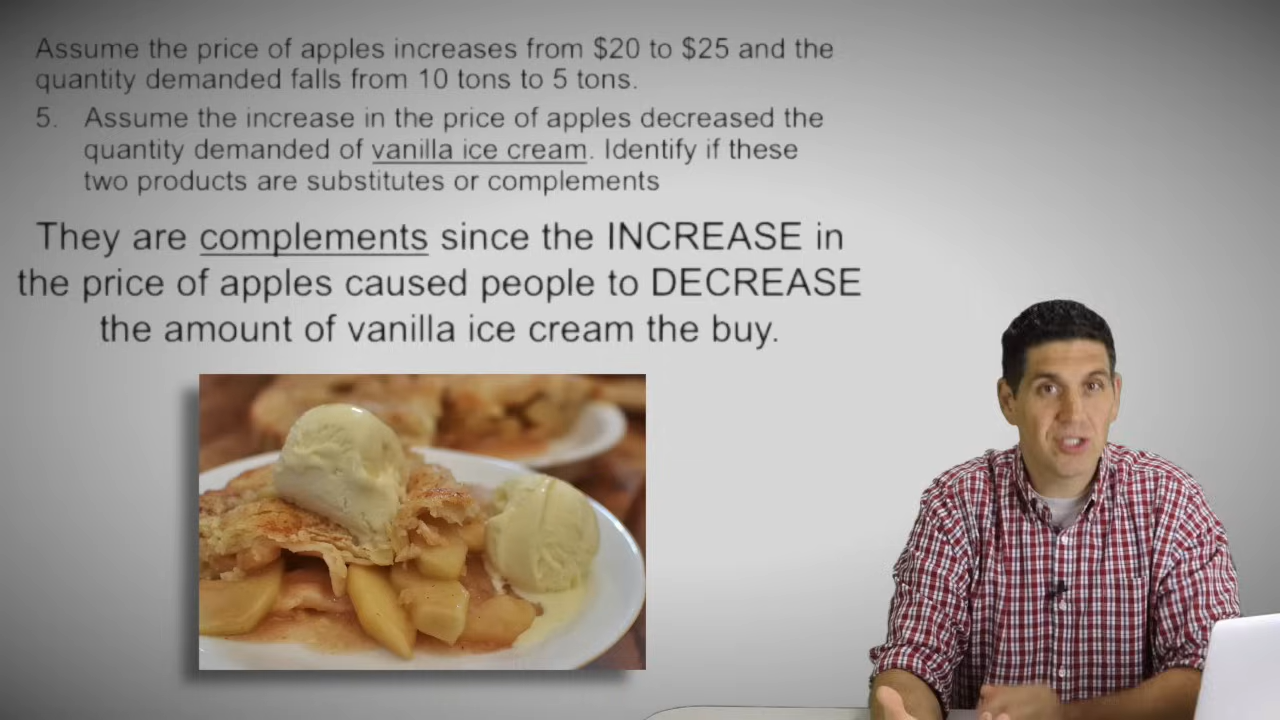 Assume the price of apples increases from $20 to $25 and the
quantity demanded falls from 10 tons to 5 tons.
5. Assume the increase in the price of apples decreased the
quantity demanded of vanilla ice cream. Identify if these
two products are substitutes or complements
They are complements since the INCREASE in
the price of apples caused people to DECREASE
the amount of vanilla ice cream the buy.